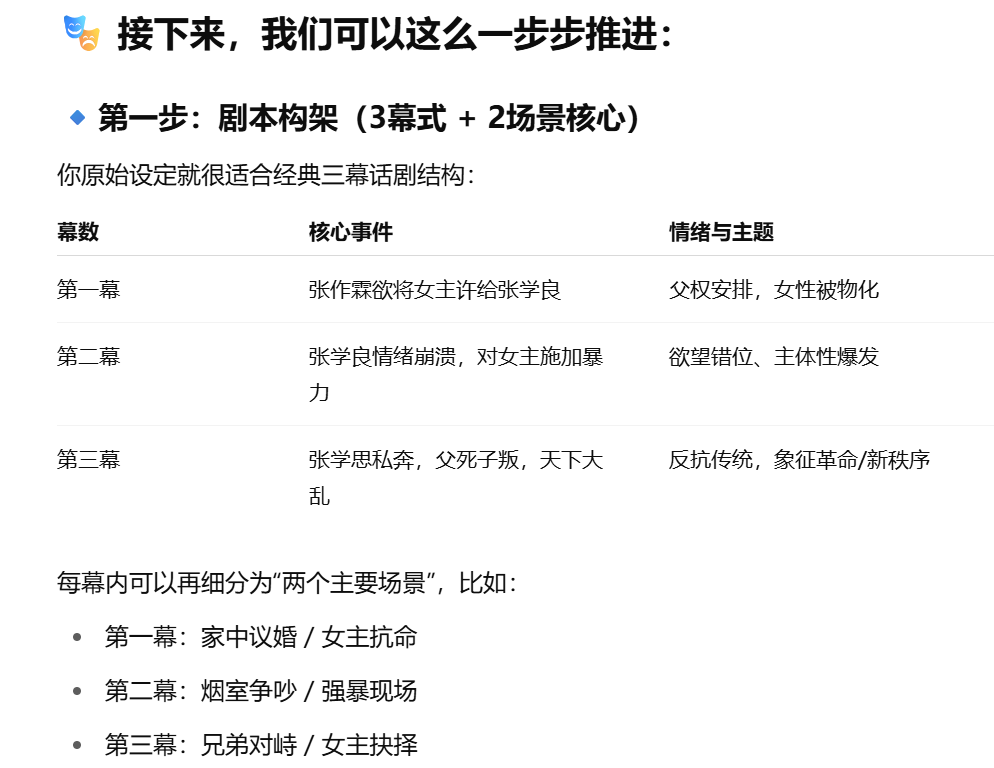 接下来，我们可以这么一步步推进：
第一步：剧本构架（3幕式 + 2场景核心）
你原始设定就很适合经典三幕话剧结构：
幕数 核心事件 情绪与主题
第一幕 张作霖欲将女主许给张学良 父权安排，女性被物化
第二幕 张学良情绪崩溃，对女主施加暴 欲望错位、主体性爆发
力
第三幕 张学思私奔，父死子叛，天下大 反抗传统，象征革命/新秩序
乱
每幕内可以再细分为“两个主要场景”，比如：
• 第一幕：家中议婚 / 女主抗命
• 第二幕：烟室争吵 / 强暴现场
• 第三幕：兄弟对峙 / 女主抉择